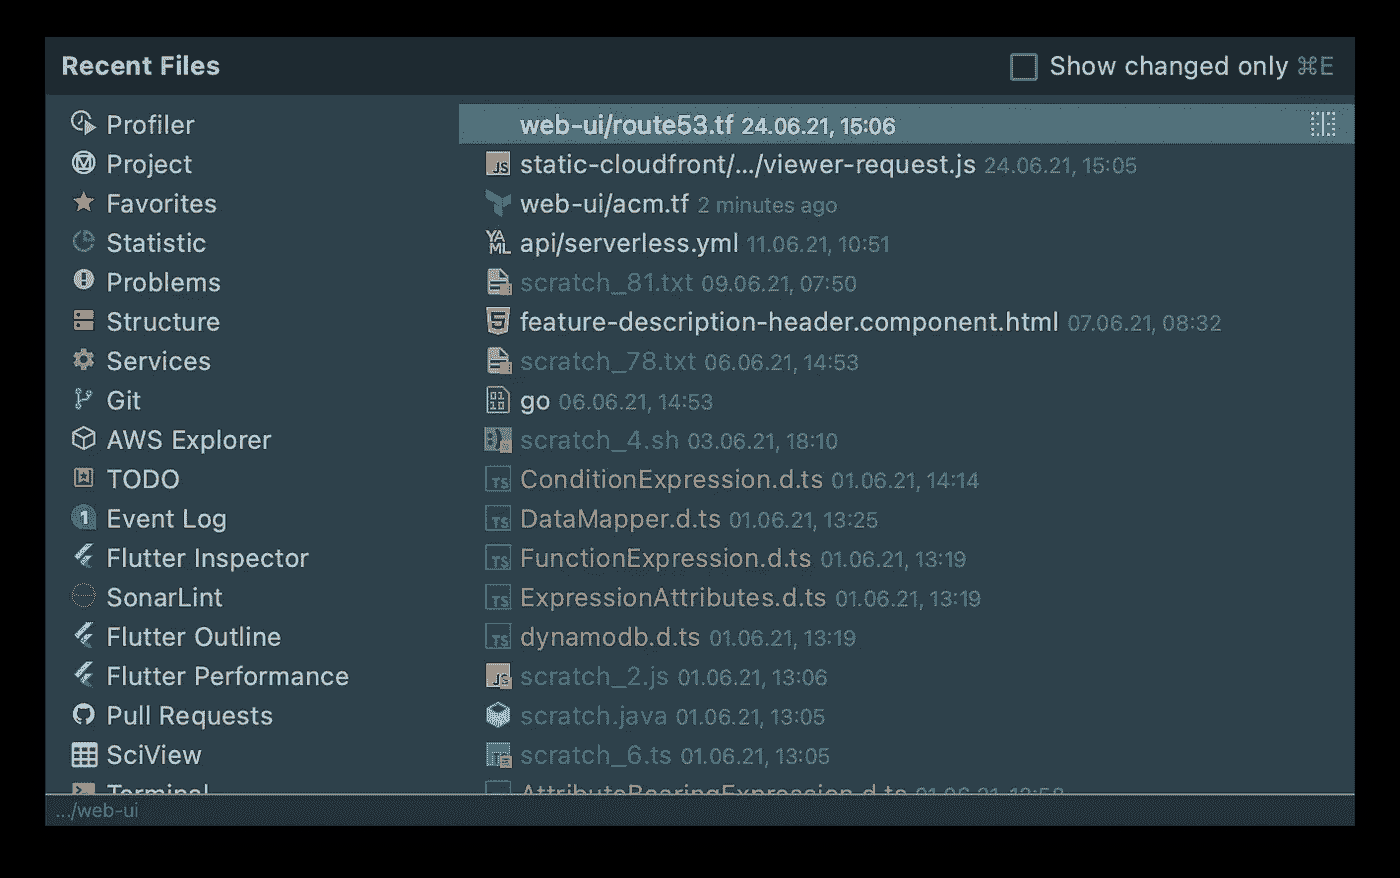 Recent Files
Show changed only ⌘E
Profiler
Project
Favorites
Statistic
Problems
Structure
Services
Git
AWS Explorer
TODO
Event Log
Flutter Inspector
SonarLint
Flutter Outline
Flutter Performance
Pull Requests
SciView
Terminal
web-ui/route53.tf 24.06.21, 15:06
static-cloudfront/.../viewer-request.js 24.06.21, 15:05
web-ui/acm.tf 2 minutes ago
api/serverless.yml 11.06.21, 10:51
scratch_81.txt 09.06.21, 07:50
feature-description-header.component.html 07.06.21, 08:32
scratch_78.txt 06.06.21, 14:53
go 06.06.21, 14:53
scratch_4.sh 03.06.21, 18:10
ConditionExpression.d.ts 01.06.21, 14:14
DataMapper.d.ts 01.06.21, 13:25
FunctionExpression.d.ts 01.06.21, 13:19
ExpressionAttributes.d.ts 01.06.21, 13:19
dynamodb.d.ts 01.06.21, 13:19
scratch_2.js 01.06.21, 13:06
scratch.java 01.06.21, 13:05
scratch_6.ts 01.06.21, 13:05
AttributeBearingExpression.d.ts 01.06.21,
.../web-ui